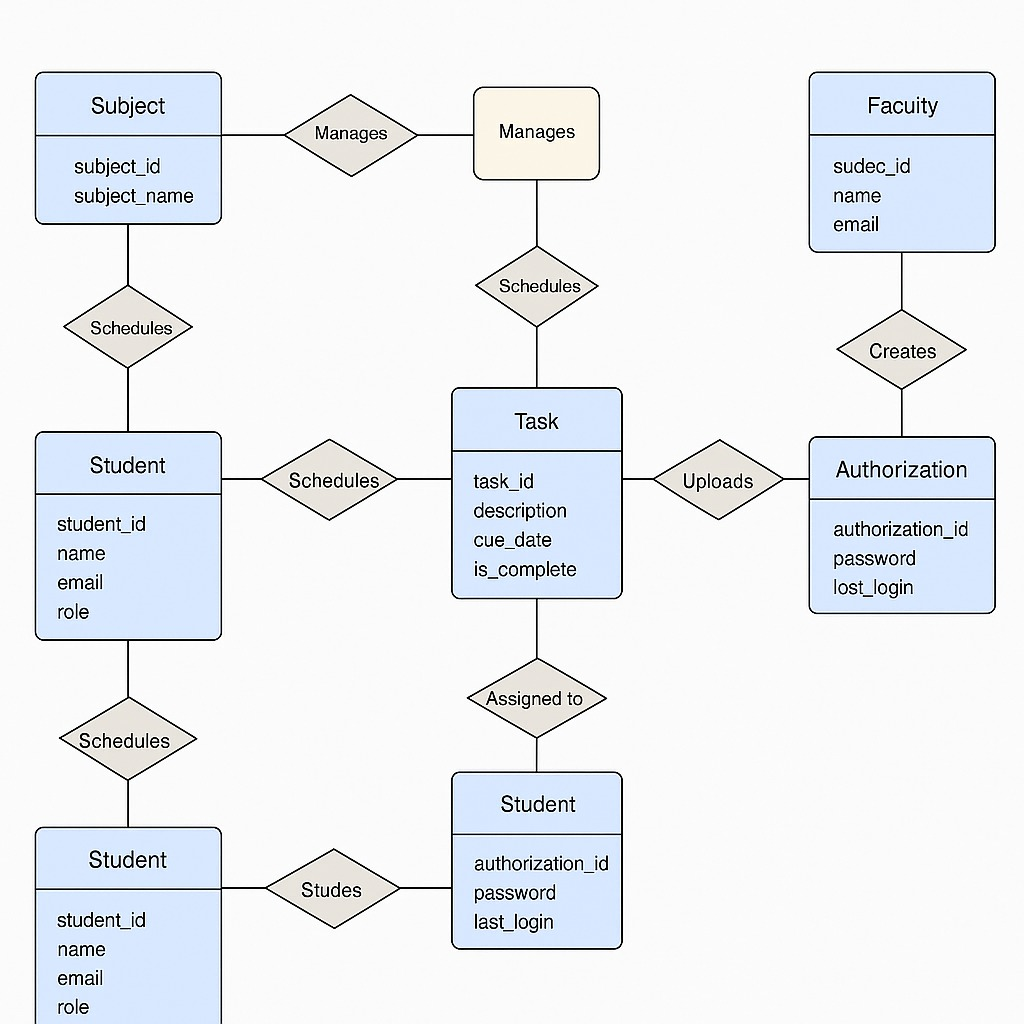 Subject
subject_id
subject_name
Manages
Manages
Facuity
sudec_id
name
email
Schedules
Schedules
Creates
Student
student_id
name
email
role
Schedules
Task
task_id
description
cue_date
is_complete
Uploads
Authorization
authorization_id
password
lost_login
Schedules
Assigned to
Student
student_id
name
email
role
Studes
Student
authorization_id
password
last_login